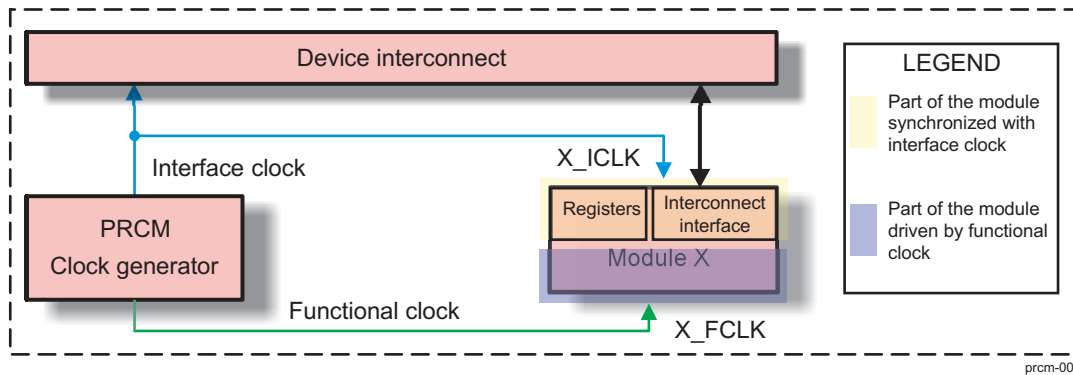 Device interconnect
Interface clock
X_ICLK
PRCM
Clock generator
Registers
Interconnect
interface
Module X
Functional clock
X_FCLK
LEGEND
Part of the module
synchronized with
interface clock
Part of the module
driven by functional
clock
prcm-00